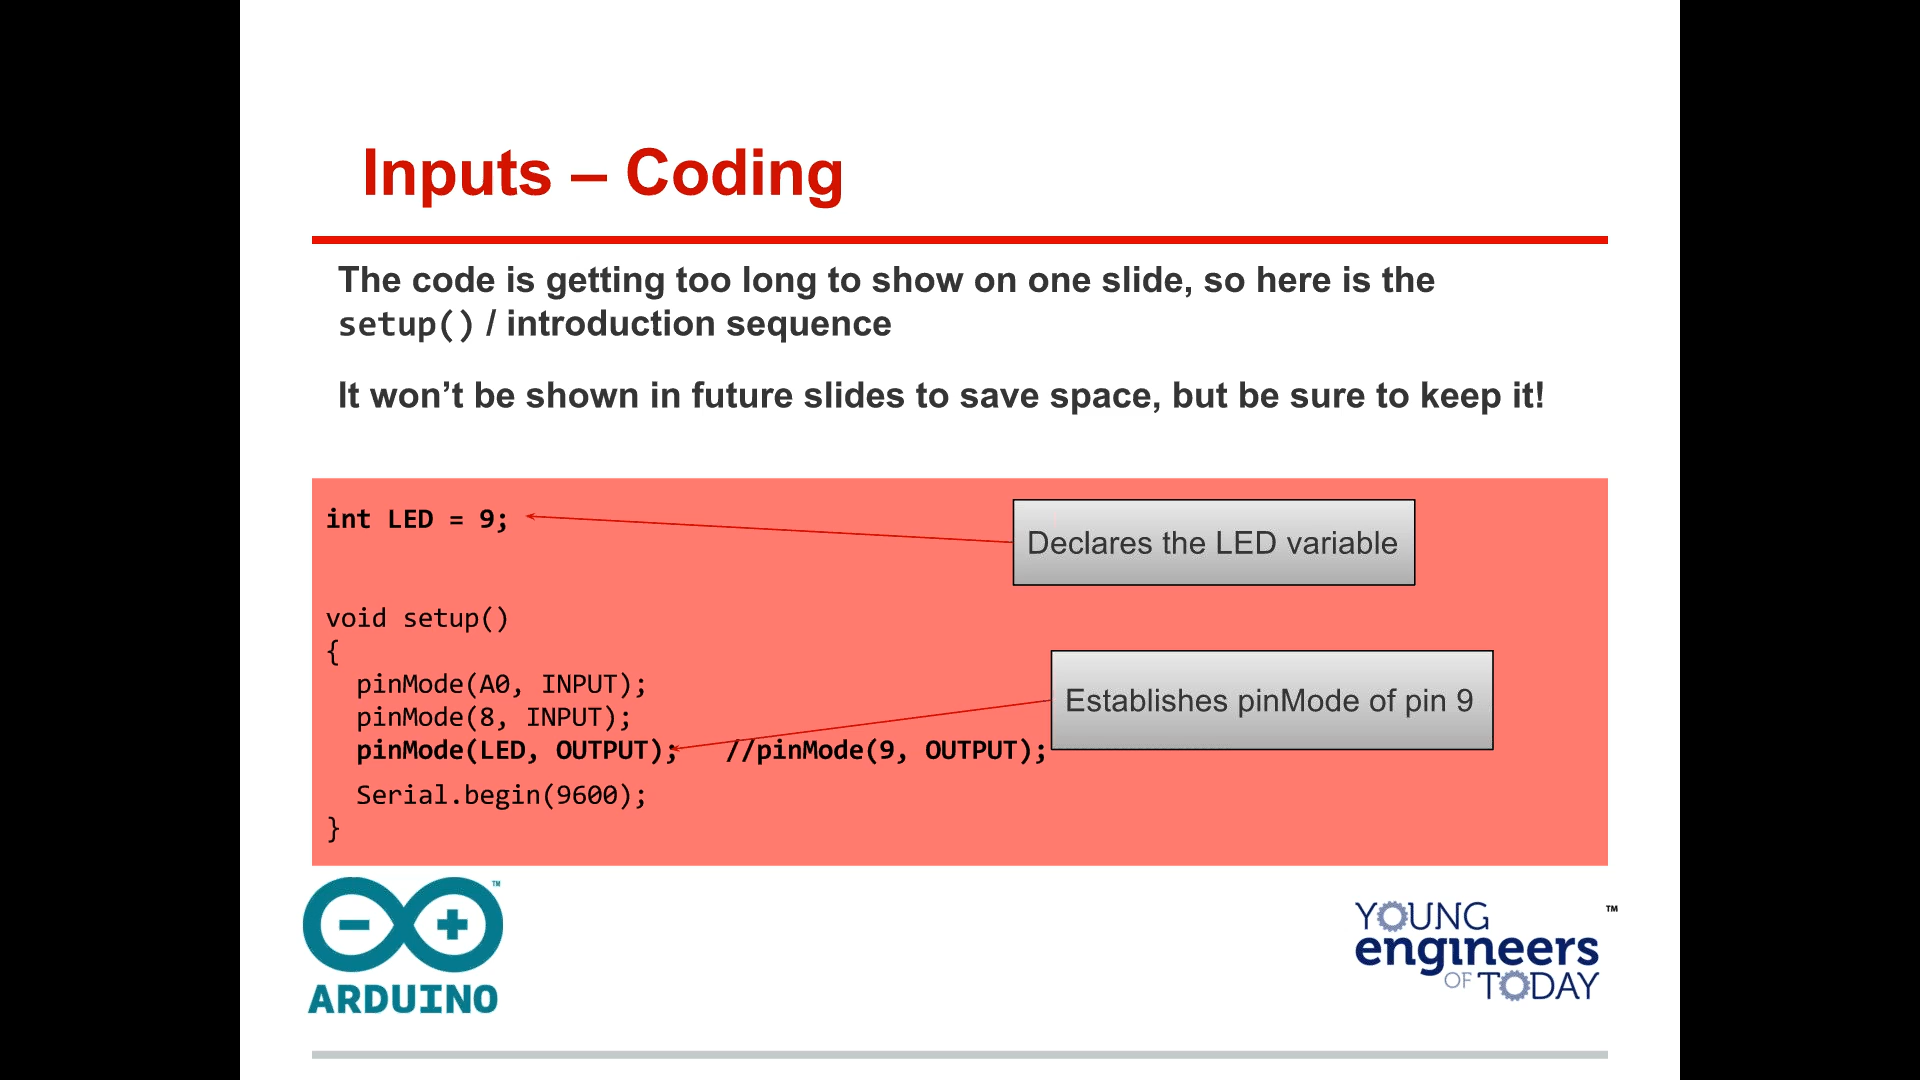 Inputs – Coding
The code is getting too long to show on one slide, so here is the
setup() / introduction sequence
It won’t be shown in future slides to save space, but be sure to keep it!
int LED = 9;
Declares the LED variable
void setup()
{
  pinMode(A0, INPUT);
  pinMode(8, INPUT);
Establishes pinMode of pin 9
  pinMode(LED, OUTPUT);   //pinMode(9, OUTPUT);
  Serial.begin(9600);
}
TM
ARDUINO
YOUNG TM
engineers
OF TODAY